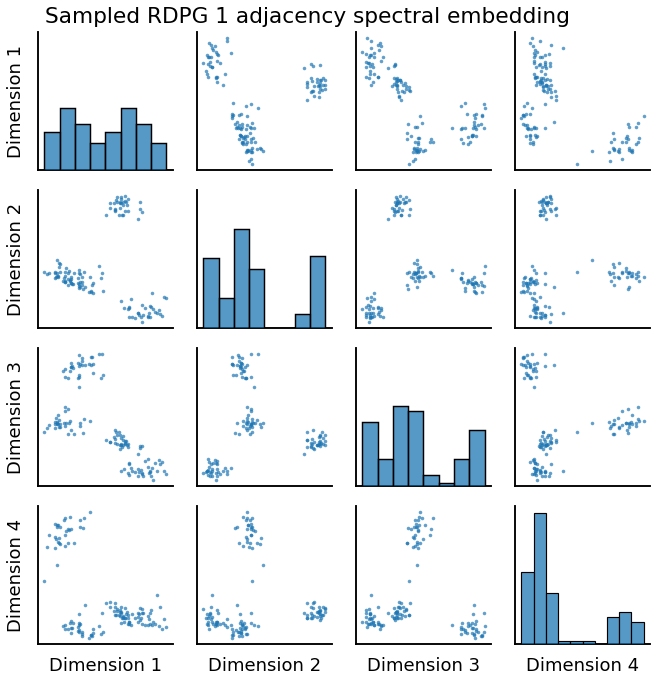 Sampled RDPG 1 adjacency spectral embedding
Dimension 1
Dimension 2
Dimension 3
Dimension 4
Dimension 1 Dimension 2 Dimension 3 Dimension 4